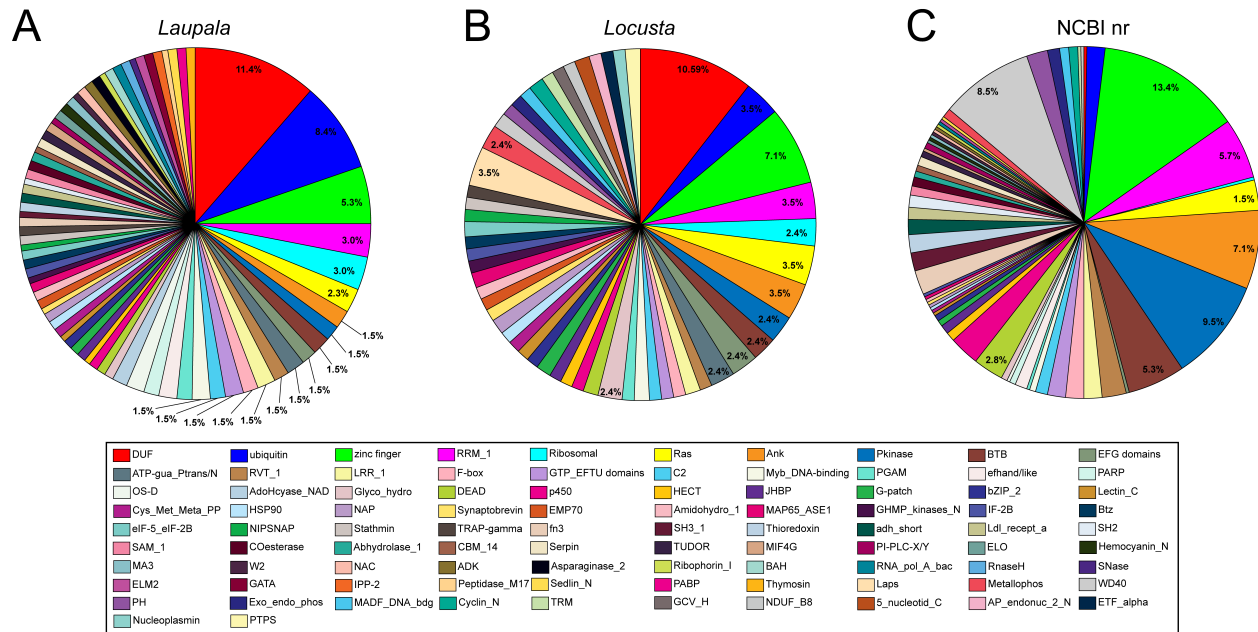 A
Laupala
B
Locusta
C
NCBI nr
11.4%
8.4%
5.3%
3.0%
3.0%
2.3%
1.5%
1.5%
1.5%
1.5%
1.5%
1.5%
1.5%
1.5%
1.5%
1.5%
10.59%
3.5%
7.1%
3.5%
2.4%
3.5%
3.5%
2.4%
2.4%
2.4%
2.4%
2.4%
3.5%
2.4%
13.4%
5.7%
1.5%
7.1%
9.5%
5.3%
2.8%
8.5%
DUF ubiquitin zinc finger RRM_1 Ribosomal Ras Ank Pkinase BTB EFG domains
ATP-gua_Ptrans/N RVT_1 LRR_1 F-box GTP_EFTU domains C2 Myb_DNA-binding PGAM efhand/like PARP
OS-D AdoHcyase_NAD Glyco_hydro DEAD p450 HECT JHBP G-patch bZIP_2 Lectin_C
Cys_Met_Meta_PP HSP90 NAP Synaptobrevin EMP70 Amidohydro_1 MAP65_ASE1 GHMP_kinases_N IF-2B Btz
eIF-5_eIF-2B NIPSNAP Stathmin TRAP-gamma fn3 SH3_1 Thioredoxin adh_short Ldl_recept_a SH2
SAM_1 COesterase Abhydrolase_1 CBM_14 Serpin TUDOR MIF4G PI-PLC-X/Y ELO Hemocyanin_N
MA3 W2 NAC ADK Asparaginase_2 Ribophorin_I BAH RNA_pol_A_bac RnaseH SNase
ELM2 GATA IPP-2 Peptidase_M17 Sedlin_N PABP Thymosin Laps Metallophos WD40
PH Exo_endo_phos MADF_DNA_bdg Cyclin_N TRM GCV_H NDUF_B8 5_nucleotid_C AP_endonuc_2_N ETF_alpha
Nucleoplasmin PTPS